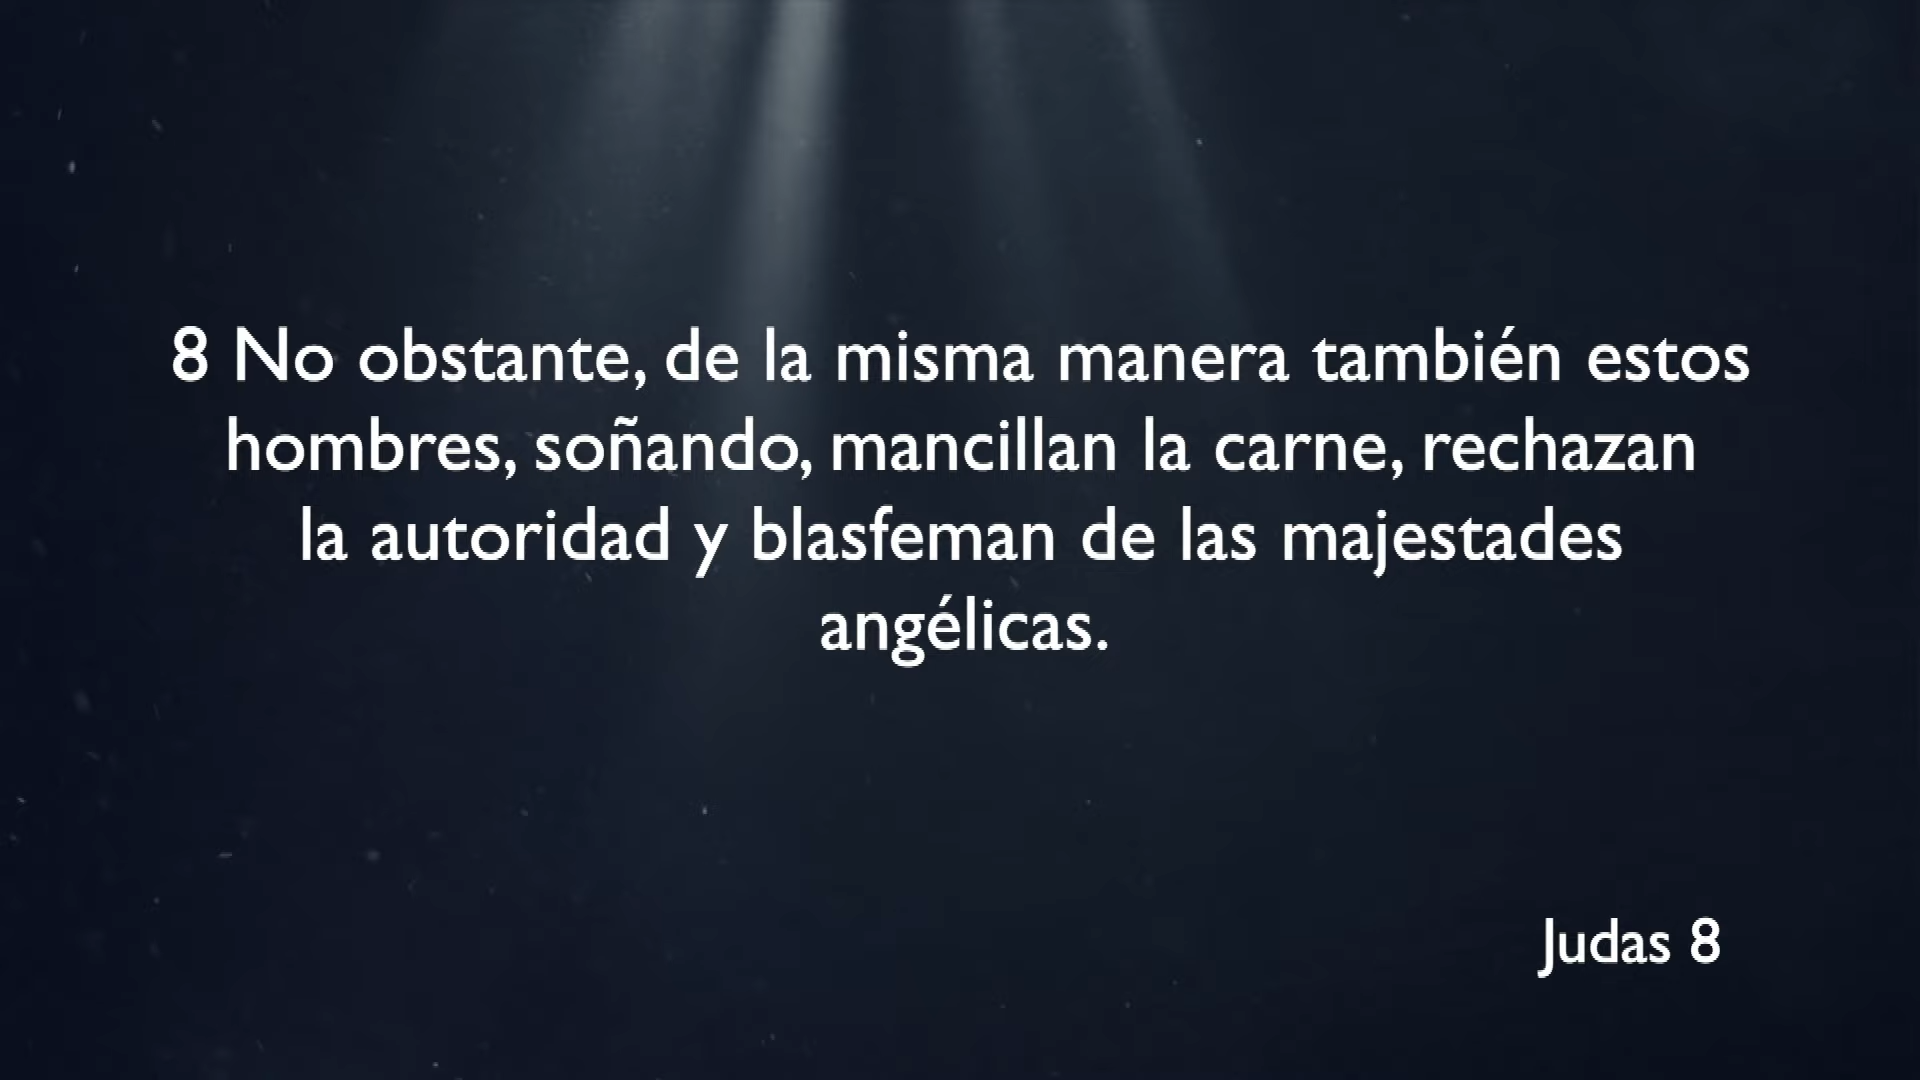 8 No obstante, de la misma manera también estos
hombres, soñando, mancillan la carne, rechazan
la autoridad y blasfeman de las majestades
angélicas.
Judas 8